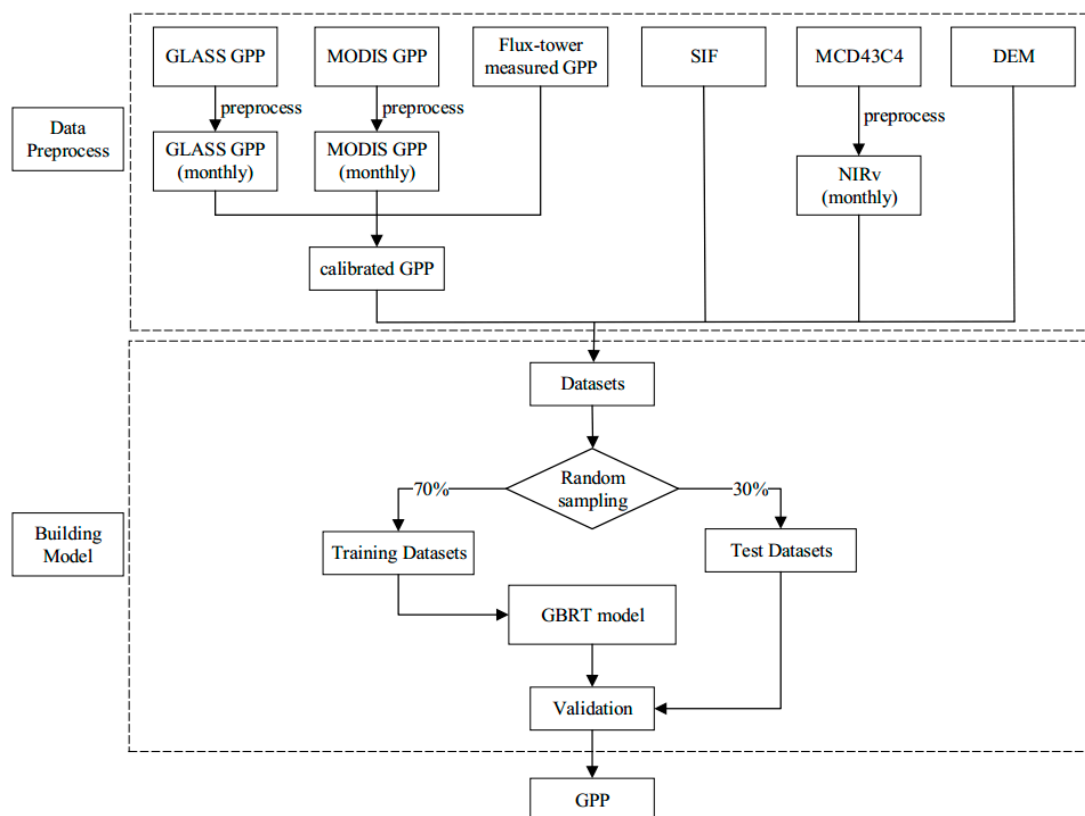 GLASS GPP
MODIS GPP
Flux-tower
measured GPP
SIF
MCD43C4
DEM
preprocess
preprocess
preprocess
Data
Preprocess
GLASS GPP
(monthly)
MODIS GPP
(monthly)
NIRv
(monthly)
calibrated GPP
Datasets
Random
sampling
70%
30%
Building
Model
Training Datasets
Test Datasets
GBRT model
Validation
GPP